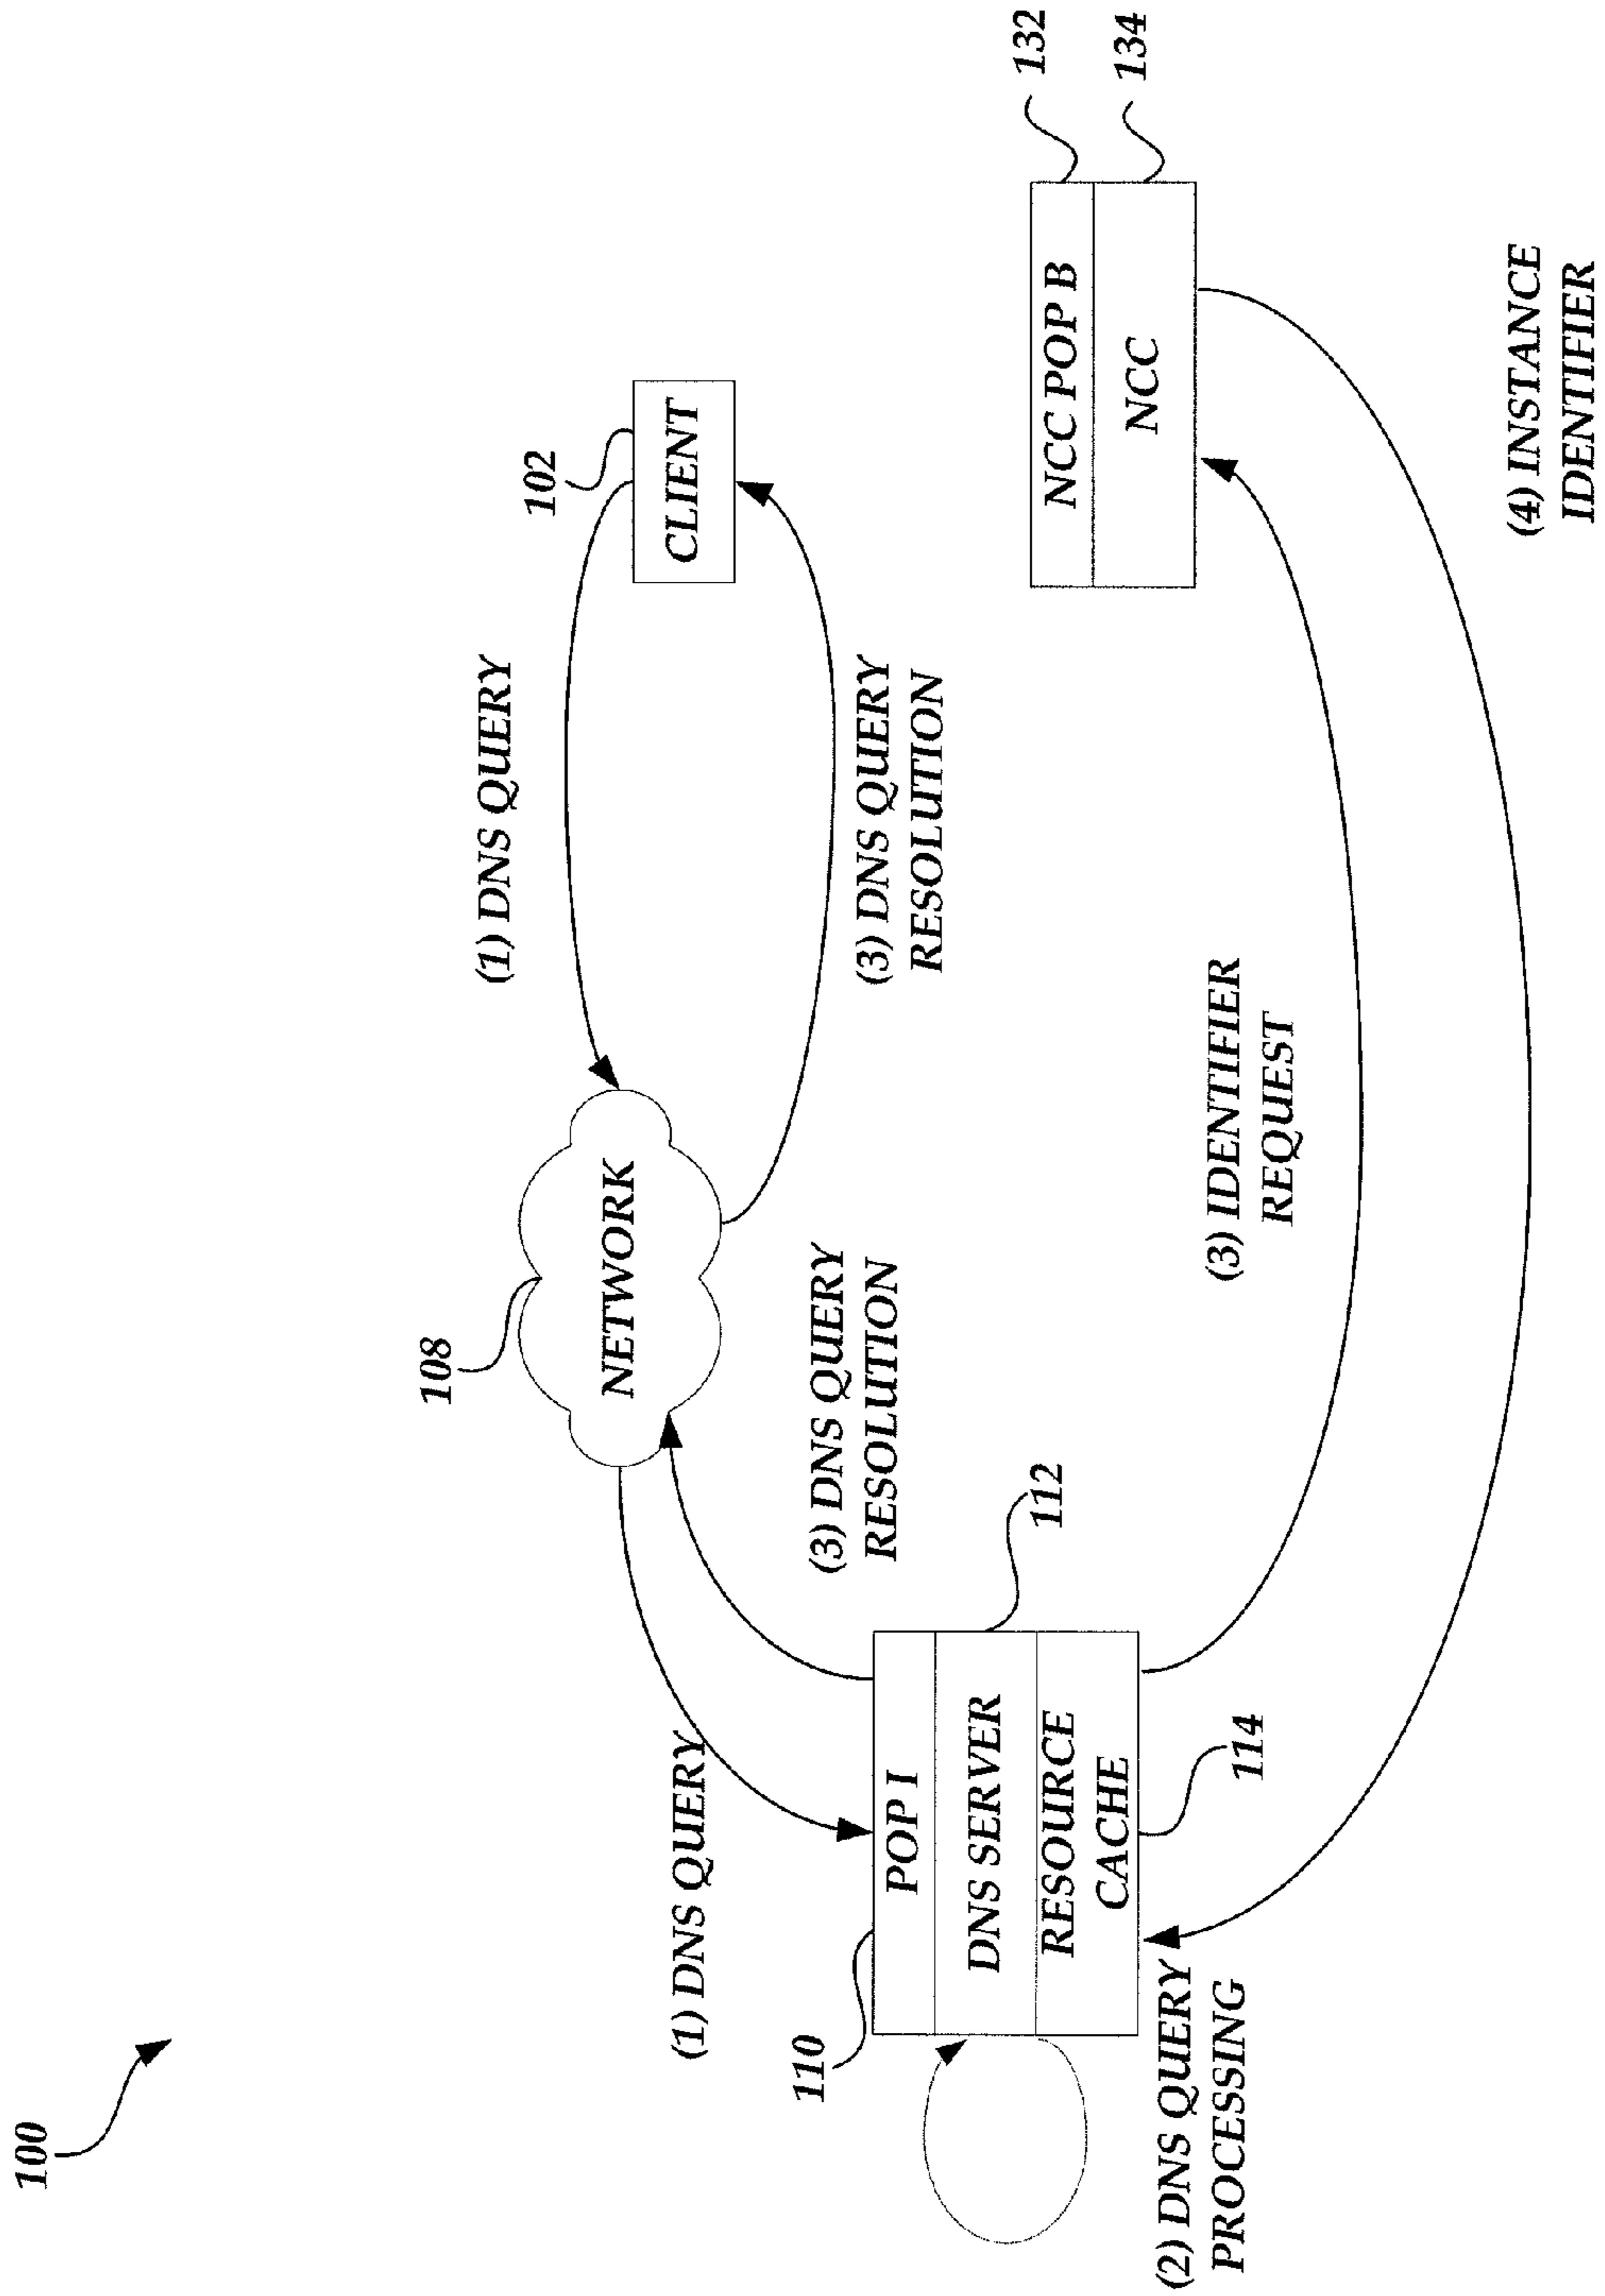 100
108
102
(1) DNS QUERY
(1) DNS QUERY
NETWORK
CLIENT
(3) DNS QUERY
RESOLUTION
(3) DNS QUERY
RESOLUTION
110
POP I
DNS SERVER
RESOURCE
CACHE
112
114
(2) DNS QUERY
PROCESSING
NCC POP B
NCC
132
134
(3) IDENTIFIER
REQUEST
(4) INSTANCE
IDENTIFIER